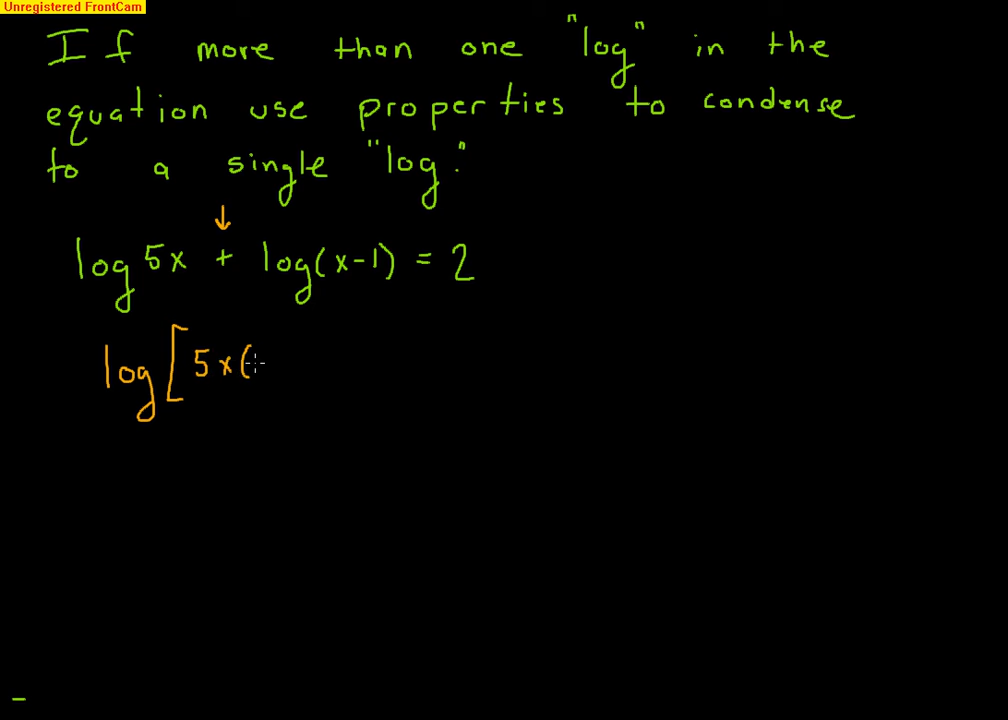 Unregistered FrontCam
If more than one "log" in the
equation use properties to condense
to a single "log."
↓
log 5x + log(x-1) = 2
log [ 5x(